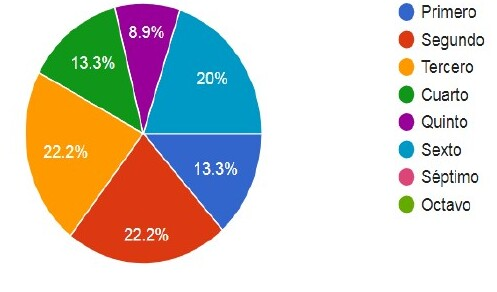 8.9%
13.3%
20%
22.2%
13.3%
22.2%
Primero
Segundo
Tercero
Cuarto
Quinto
Sexto
Séptimo
Octavo